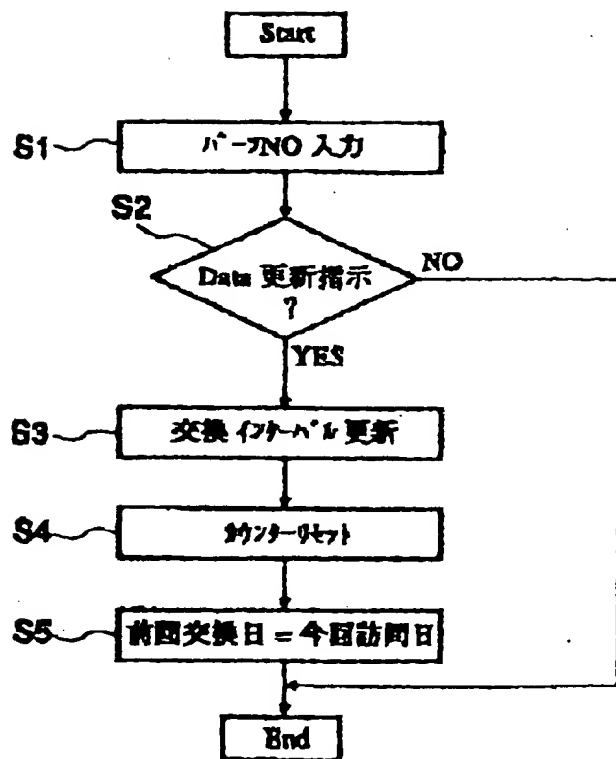 Start
S1
パーツNO 入力
S2
Data 更新指示
?
NO
YES
S3
交換 インターバル 更新
S4
カウンターリセット
S5
前回交換日 = 今回訪問日
End